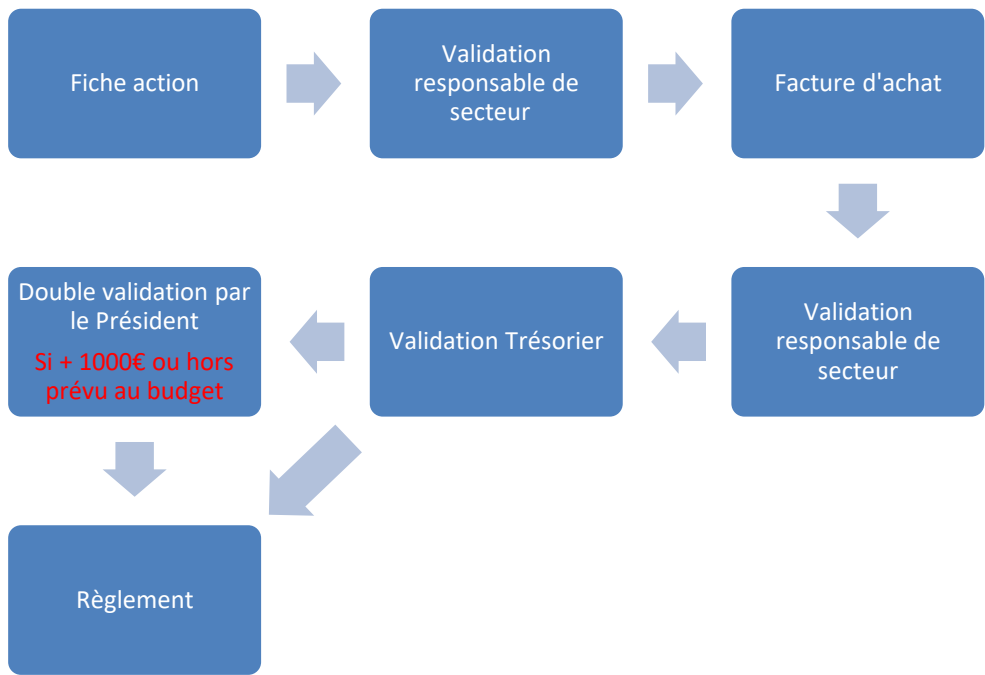 Fiche action
Validation
responsable de
secteur
Facture d'achat
Validation
responsable de
secteur
Validation Trésorier
Double validation par
le Président
Si + 1000€ ou hors
prévu au budget
Règlement